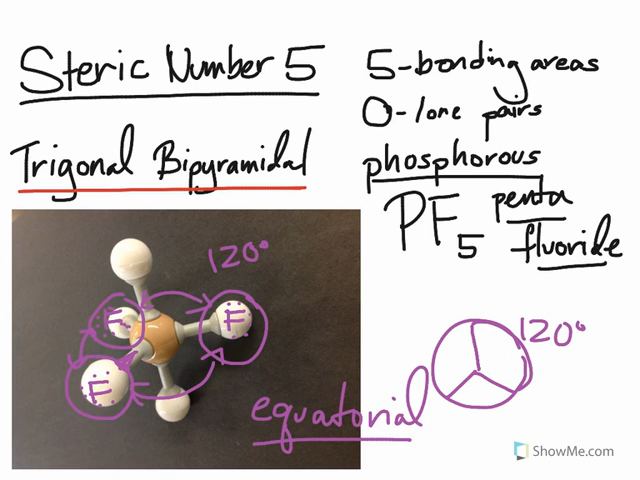 Steric Number 5
Trigonal Bipyramidal
5-bonding areas
0-lone pairs
phosphorous
PF5 penta
fluoride
120°
F
F
F
equatorial
120°
ShowMe.com